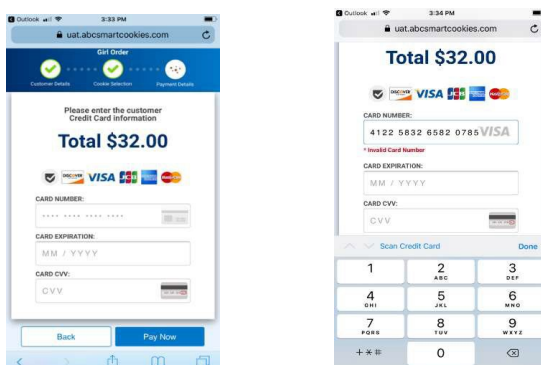 Outlook
3:33 PM
uat.abcsmartcookies.com
Girl Order
Customer Details
Cookie Selection
Payment Details
Please enter the customer
Credit Card information
Total $32.00
DISCOVER
VISA
JCB
CARD NUMBER:
CARD EXPIRATION:
MM / YYYY
CARD CVV:
CVV
Back
Pay Now
Outlook
3:34 PM
uat.abcsmartcookies.com
Total $32.00
DISCOVER
VISA
JCB
CARD NUMBER:
4122 5832 6582 0785 VISA
* Invalid Card Number
CARD EXPIRATION:
MM / YYYY
CARD CVV:
CVV
Scan Credit Card
Done
1
2
ABC
3
DEF
4
GHI
5
JKL
6
MNO
7
PQRS
8
TUV
9
WXYZ
+ * #
0